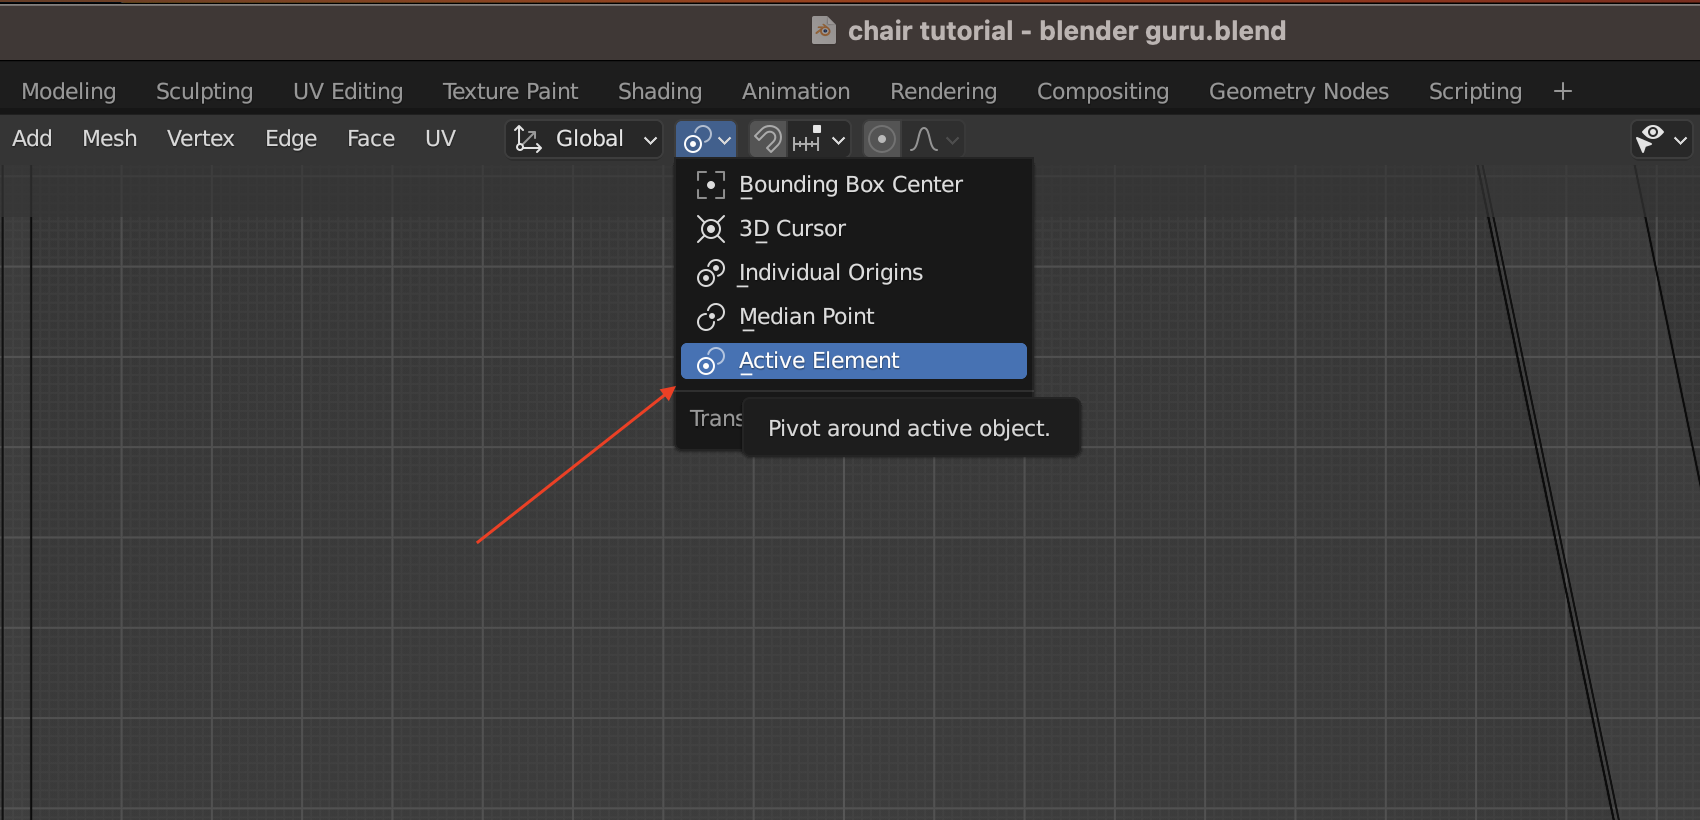 chair tutorial - blender guru.blend
Modeling Sculpting UV Editing Texture Paint Shading Animation Rendering Compositing Geometry Nodes Scripting +
Add Mesh Vertex Edge Face UV Global
Bounding Box Center
3D Cursor
Individual Origins
Median Point
Active Element
Trans
Pivot around active object.